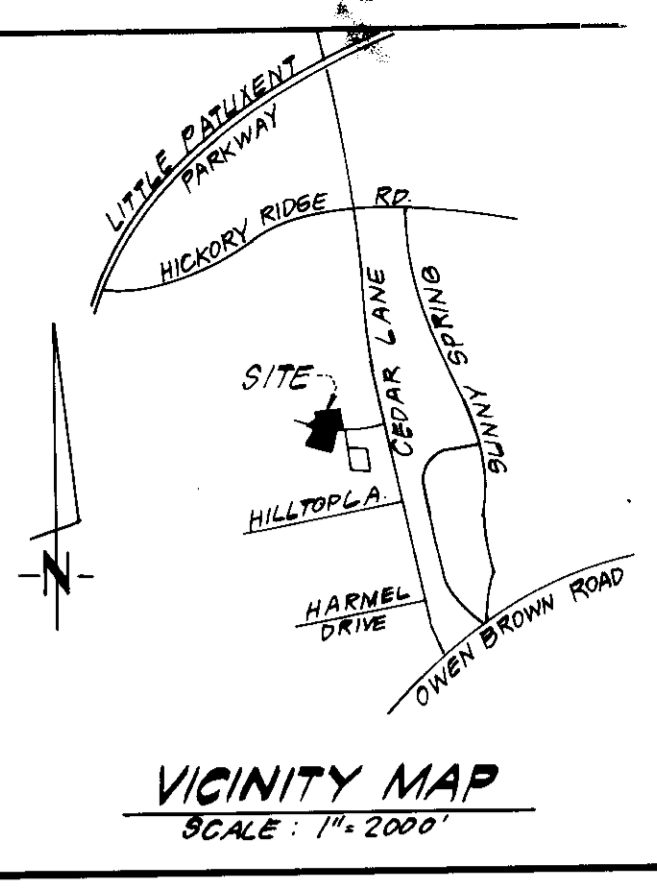 LITTLE PATUXENT
PARKWAY
HICKORY RIDGE RD.
CEDAR LANE
SUNNY SPRING
SITE
HILLTOP LA.
HARMEL
DRIVE
OWEN BROWN ROAD
N
VICINITY MAP
SCALE: 1"= 2000'